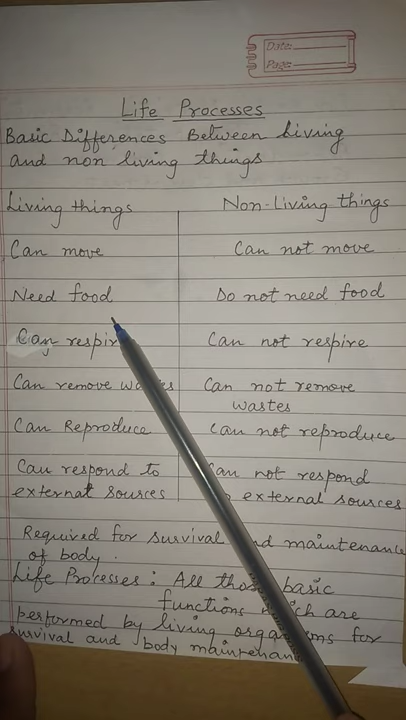 Date:
Page:
Life Processes
Basic Differences Between Living
and non living things
Living things Non-Living things
Can move Can not move
Need food Do not need food
Can respire Can not respire
Can remove wastes Can not remove
wastes
Can Reproduce Can not reproduce
Can respond to Can not respond
external sources external sources
Required for survival and maintenance
of body.
Life Processes: All those basic
functions which are
performed by living organisms for
survival and body maintenance